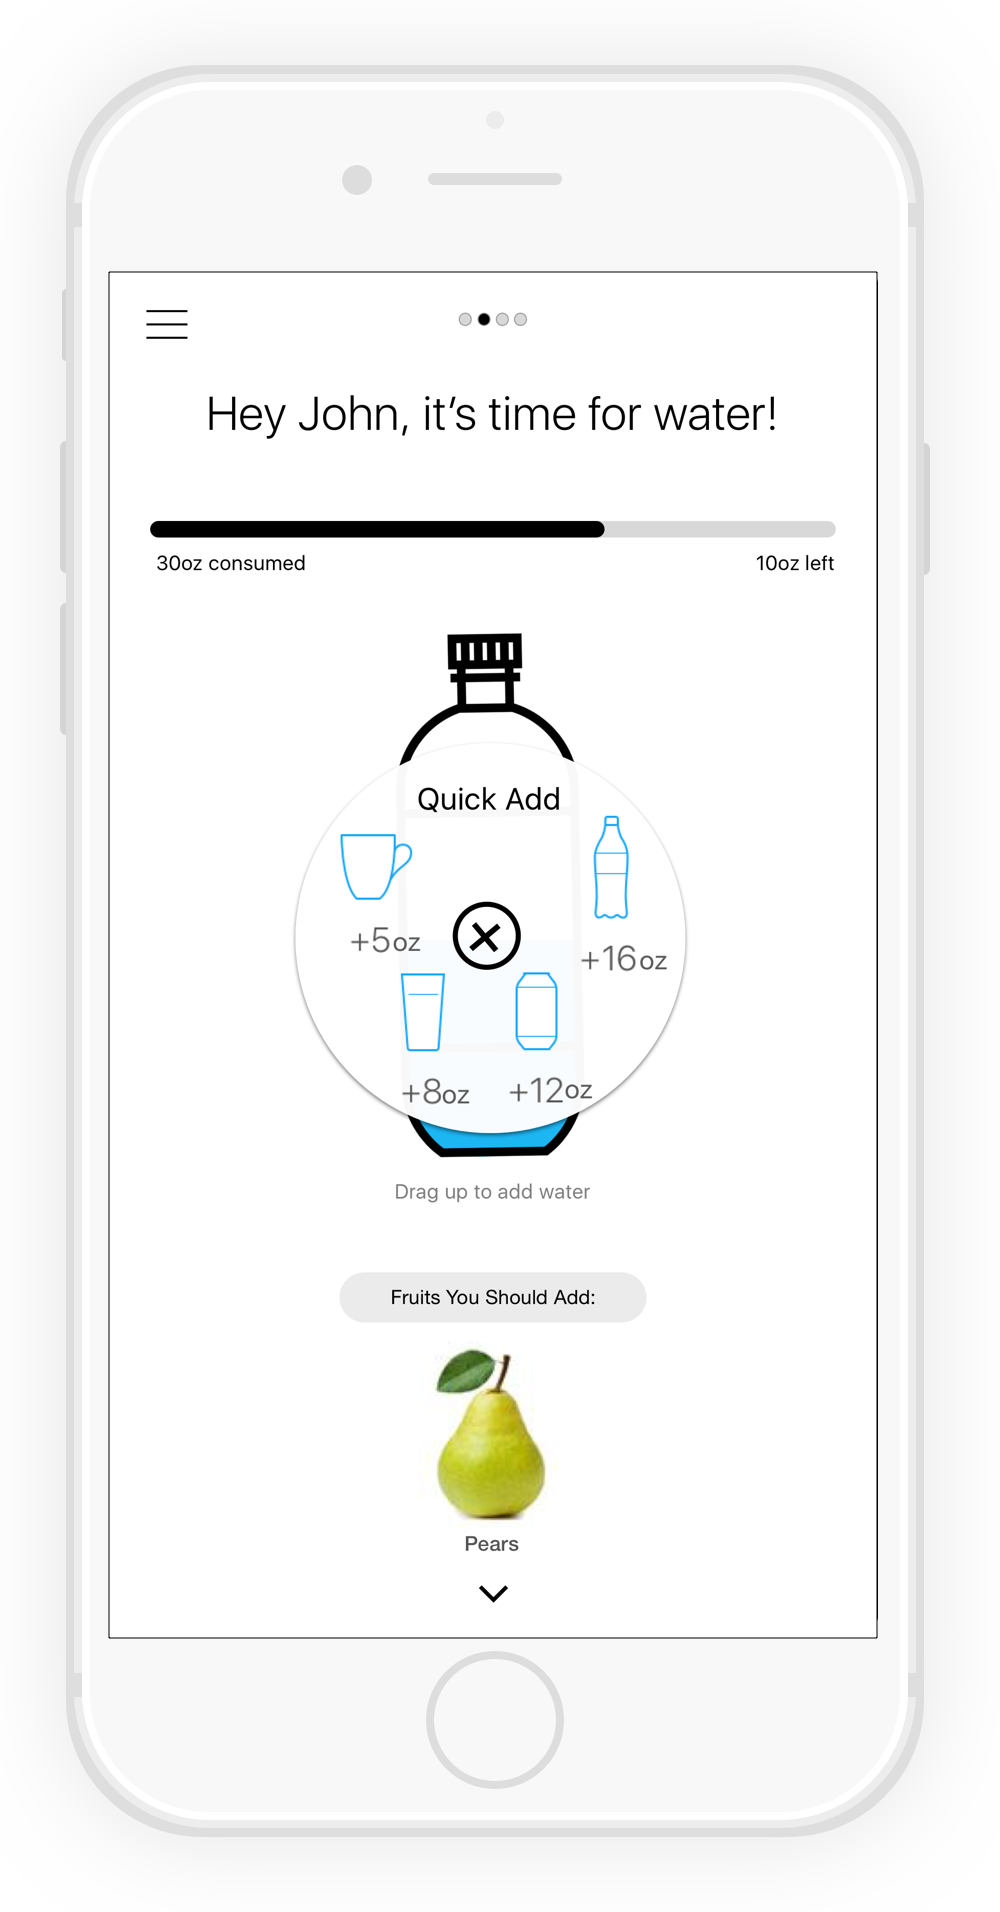 Hey John, it’s time for water!
30oz consumed
10oz left
Quick Add
+5oz
+16oz
+8oz
+12oz
Drag up to add water
Fruits You Should Add:
Pears